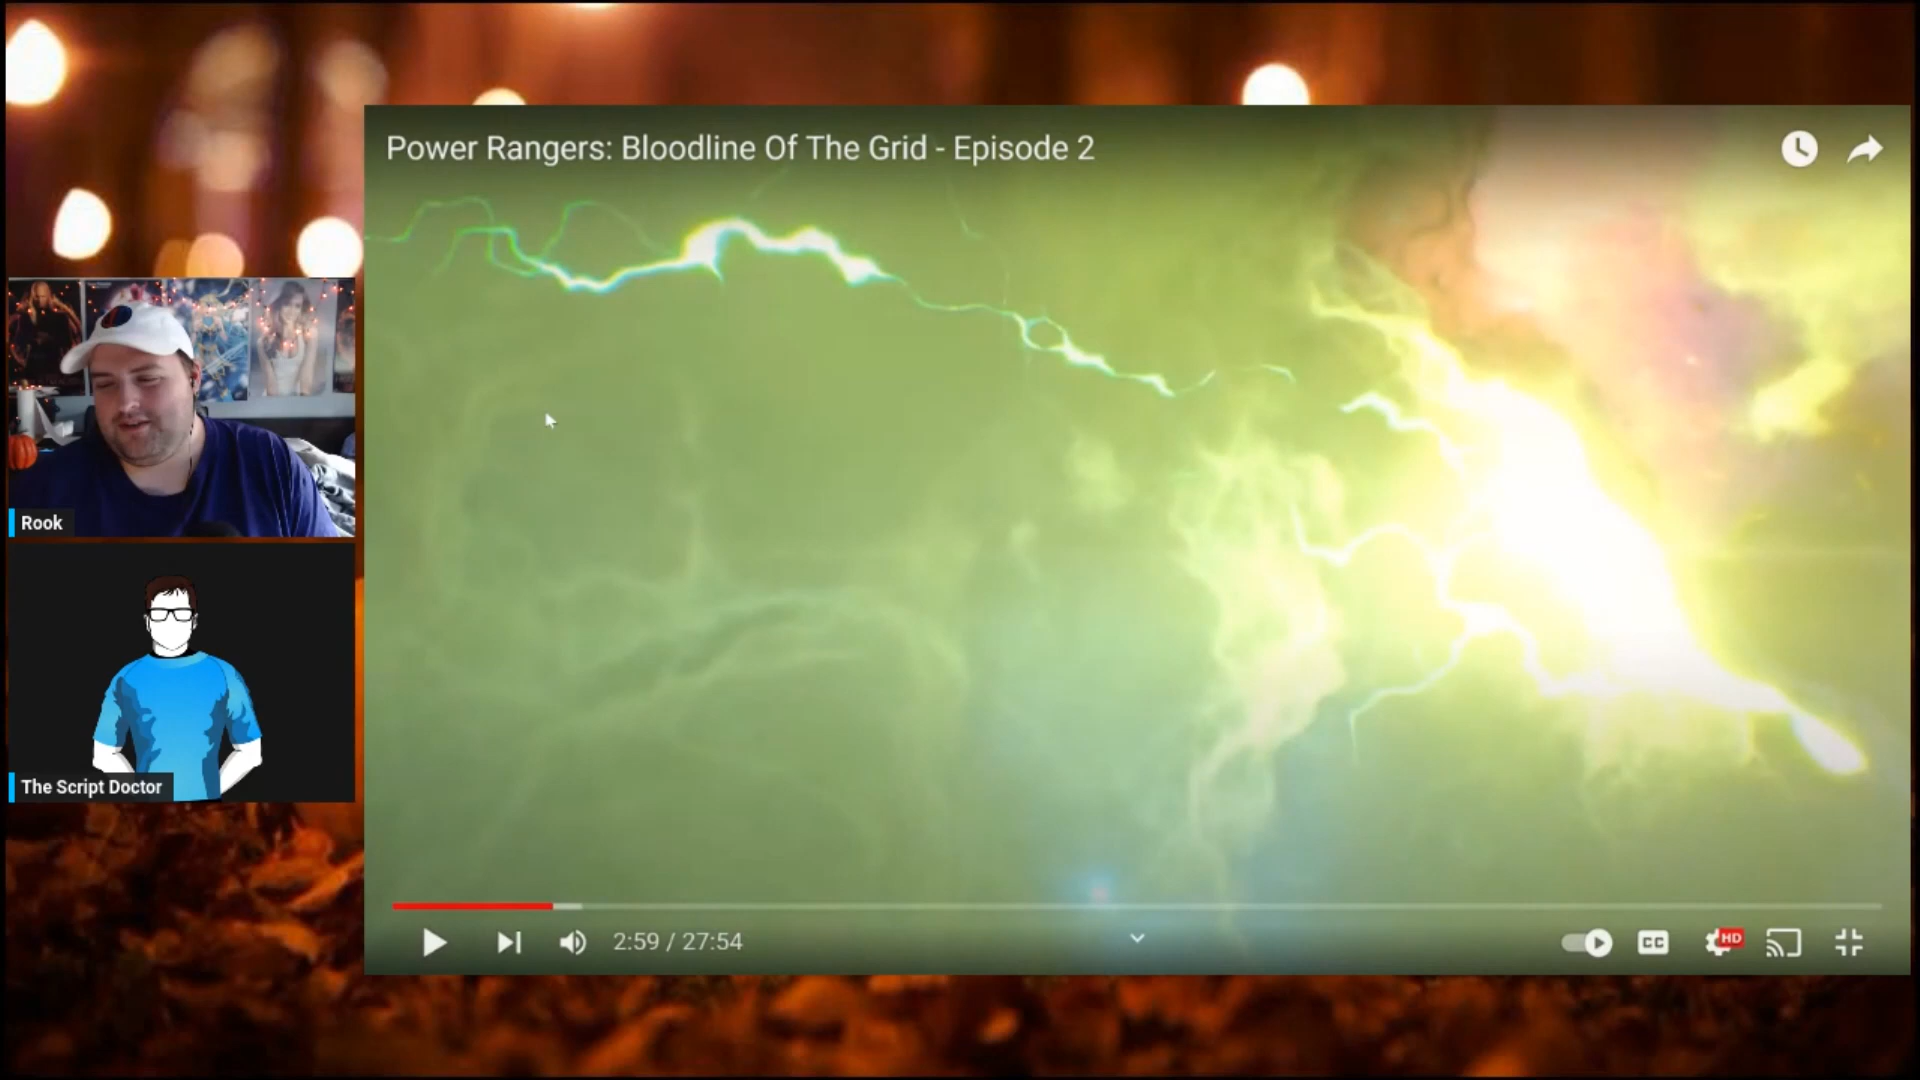 Power Rangers: Bloodline Of The Grid - Episode 2
Rook
The Script Doctor
2:59 / 27:54
CC
HD